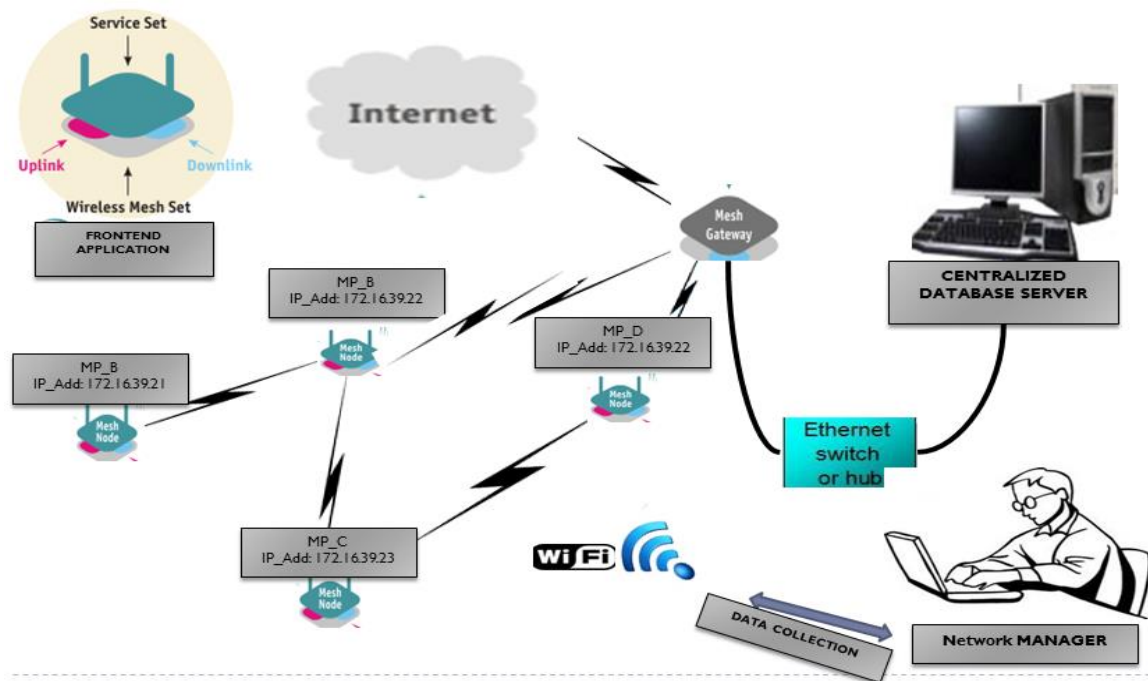 Service Set
Uplink
Downlink
Wireless Mesh Set
FRONTEND
APPLICATION
Internet
Mesh
Gateway
CENTRALIZED
DATABASE SERVER
MP_B
IP_Add: 172.16.39.22
Mesh
Node
MP_D
IP_Add: 172.16.39.22
Mesh
Node
MP_B
IP_Add: 172.16.39.21
Mesh
Node
Ethernet
switch
or hub
MP_C
IP_Add: 172.16.39.23
Mesh
Node
Wi Fi
DATA COLLECTION
Network MANAGER